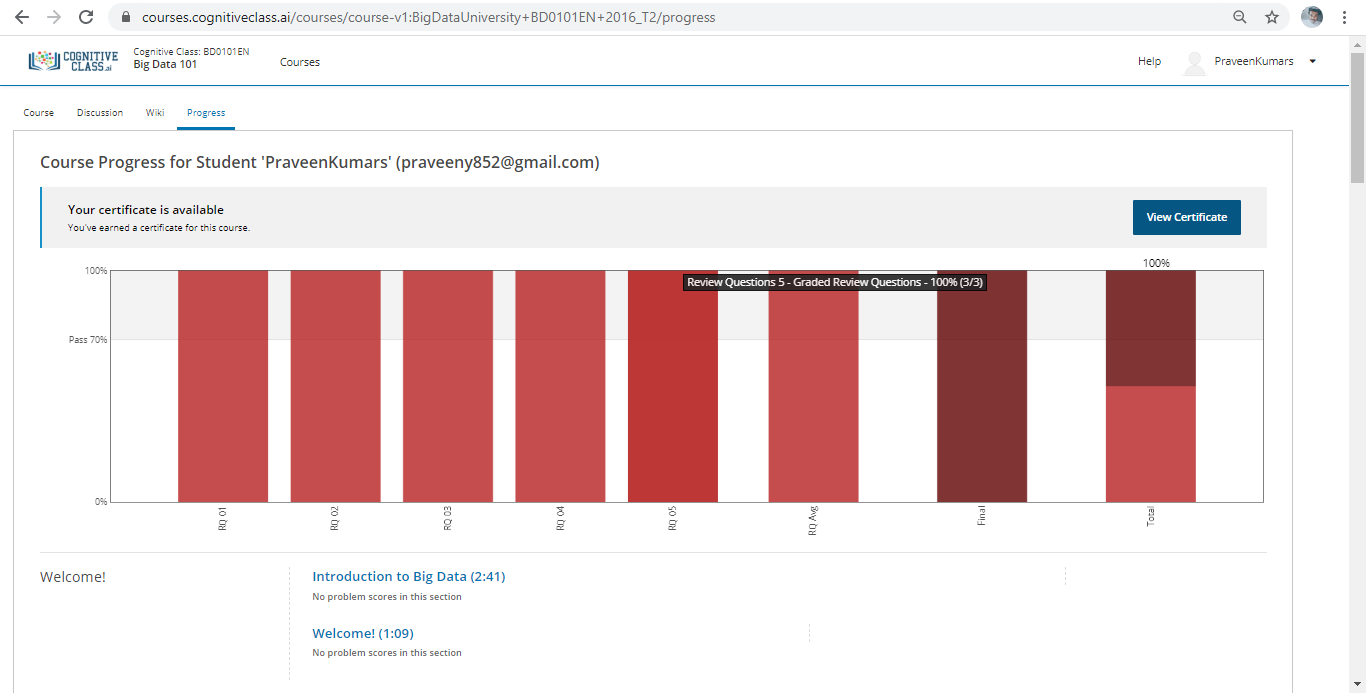 courses.cognitiveclass.ai/courses/course-v1:BigDataUniversity+BD0101EN+2016_T2/progress
COGNITIVE
CLASS.ai
Cognitive Class: BD0101EN
Big Data 101
Courses
Help
PraveenKumars
Course
Discussion
Wiki
Progress
Course Progress for Student 'PraveenKumars' (praveeny852@gmail.com)
Your certificate is available
You've earned a certificate for this course.
View Certificate
100%
100%
Review Questions 5 - Graded Review Questions - 100% (3/3)
Pass 70%
0%
RQ 01
RQ 02
RQ 03
RQ 04
RQ 05
RQ Avg
Final
Total
Welcome!
Introduction to Big Data (2:41)
No problem scores in this section
Welcome! (1:09)
No problem scores in this section